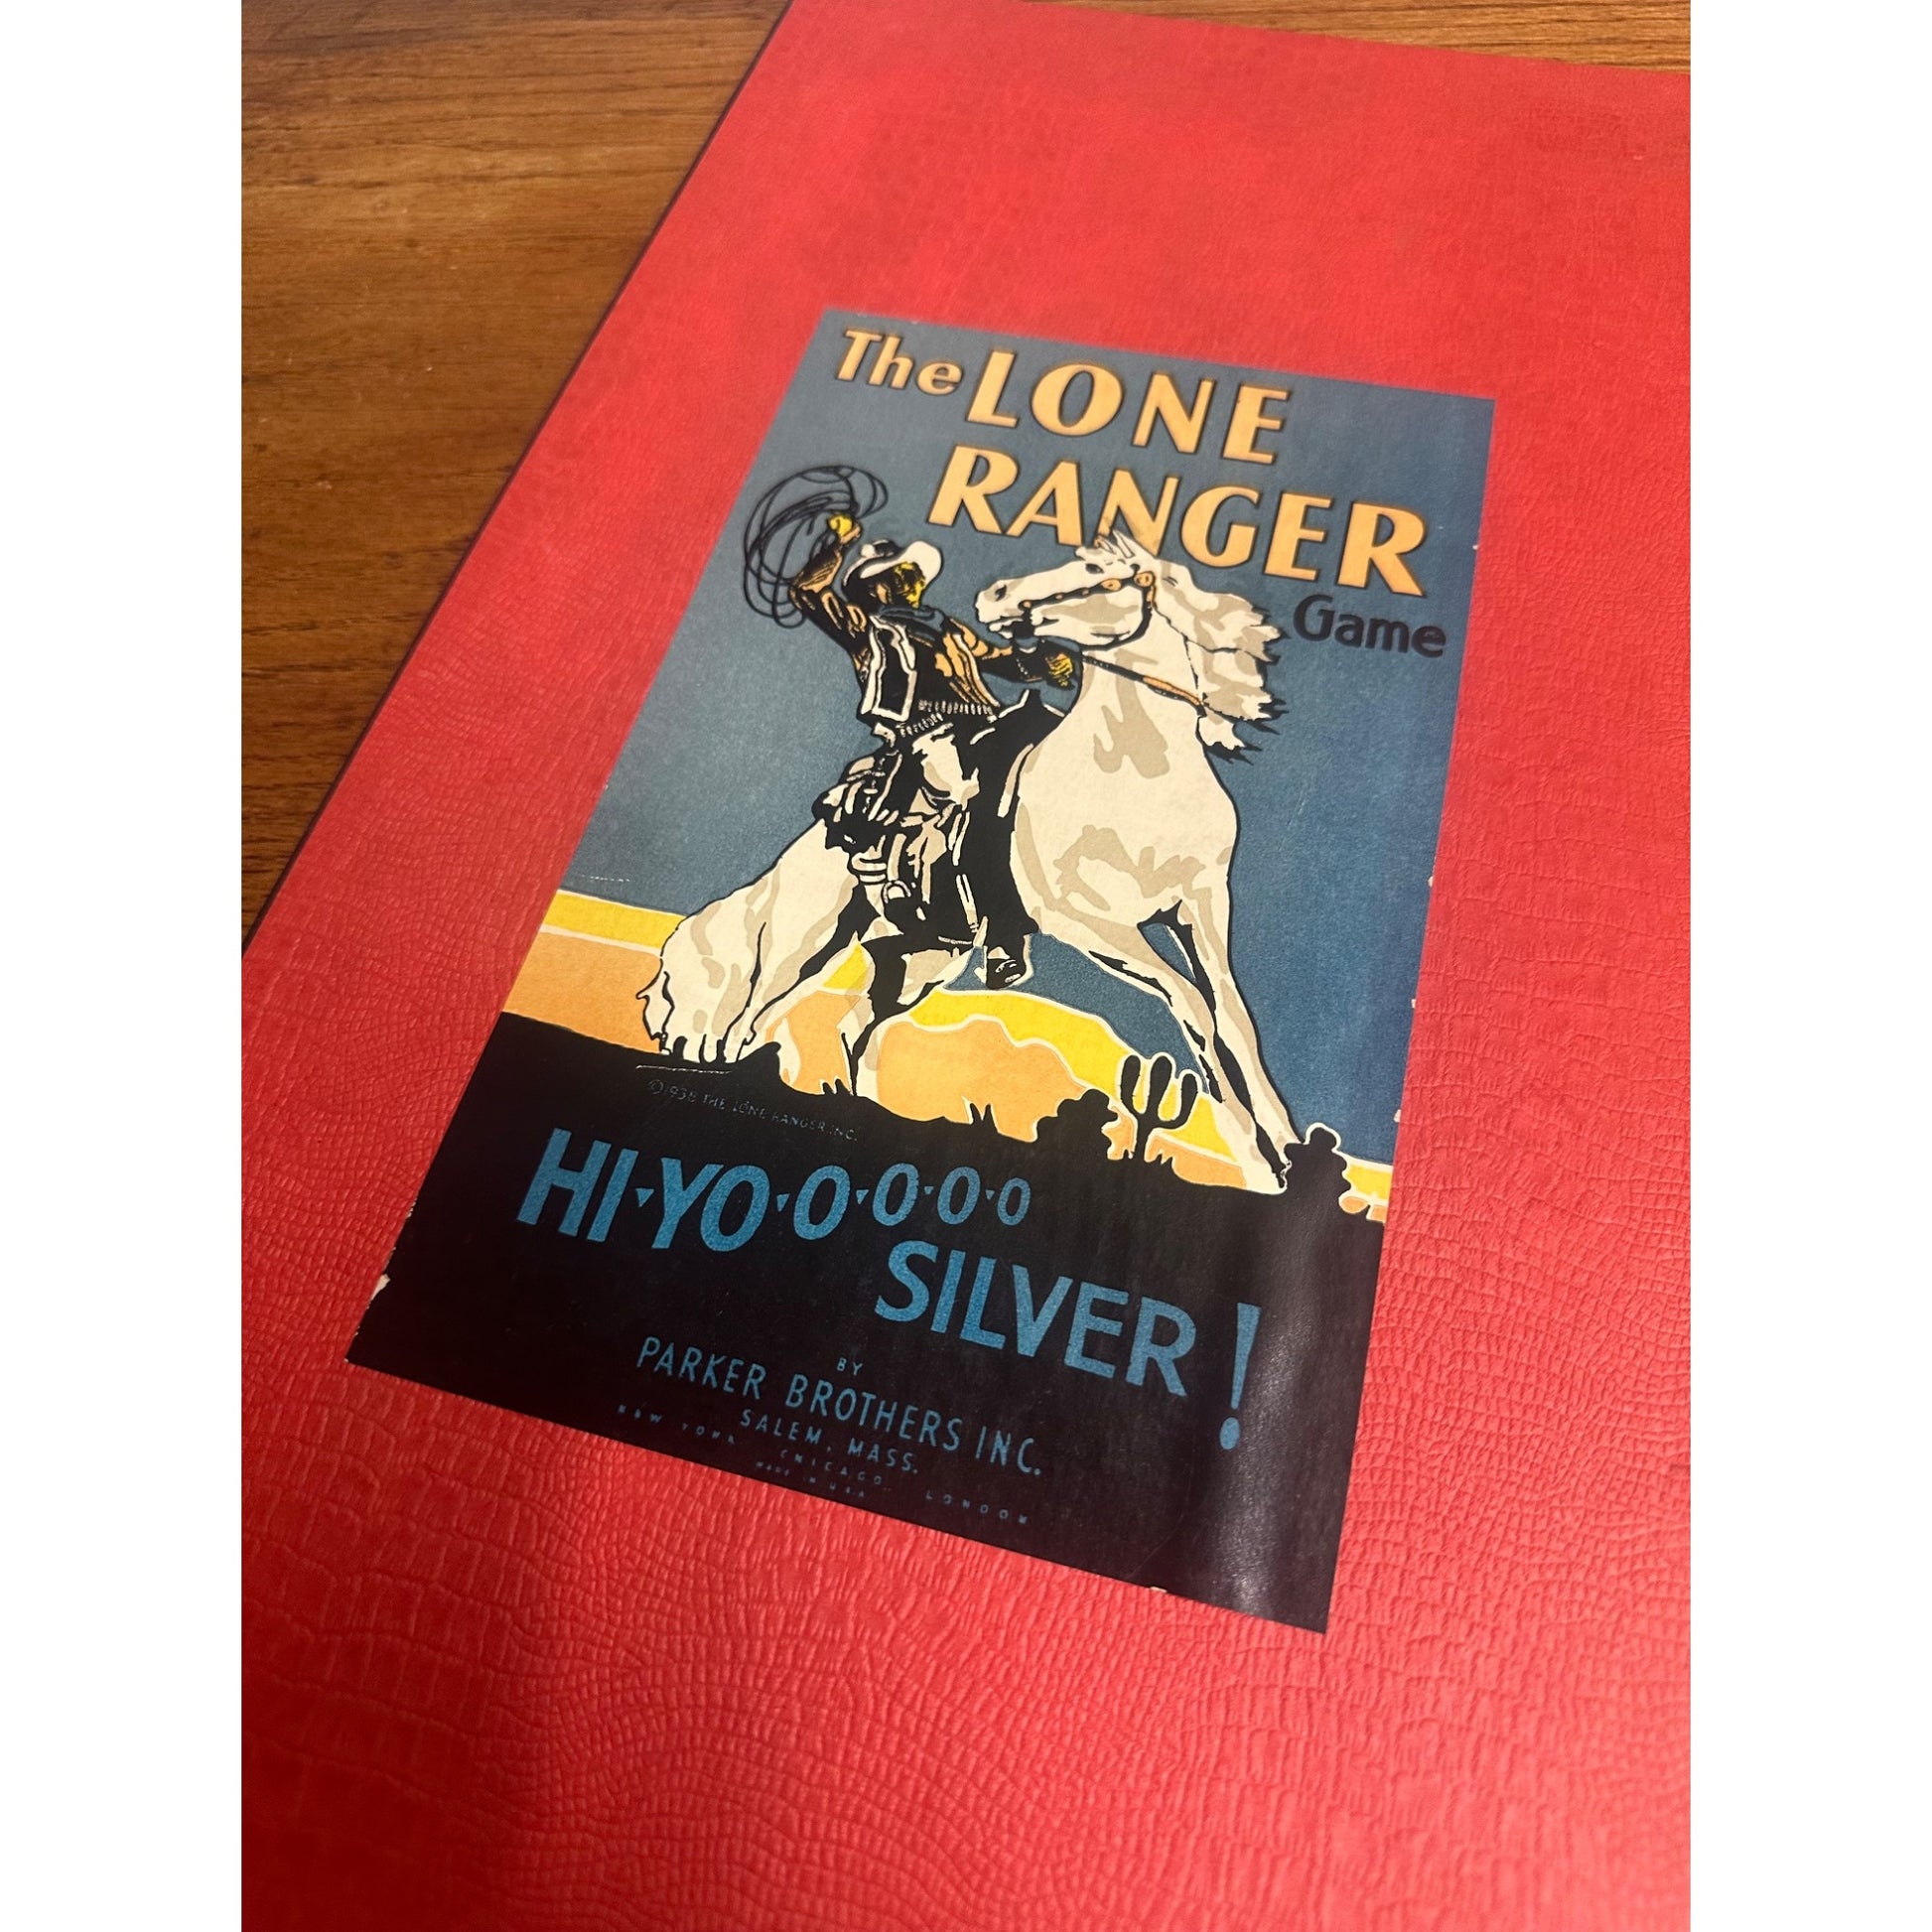 The LONE
RANGER
Game
©1938 THE LONE RANGER INC.
HI-YO-O-O-O-O
SILVER!
BY
PARKER BROTHERS INC.
SALEM, MASS.
NEW YORK CHICAGO LONDON
MADE IN USA